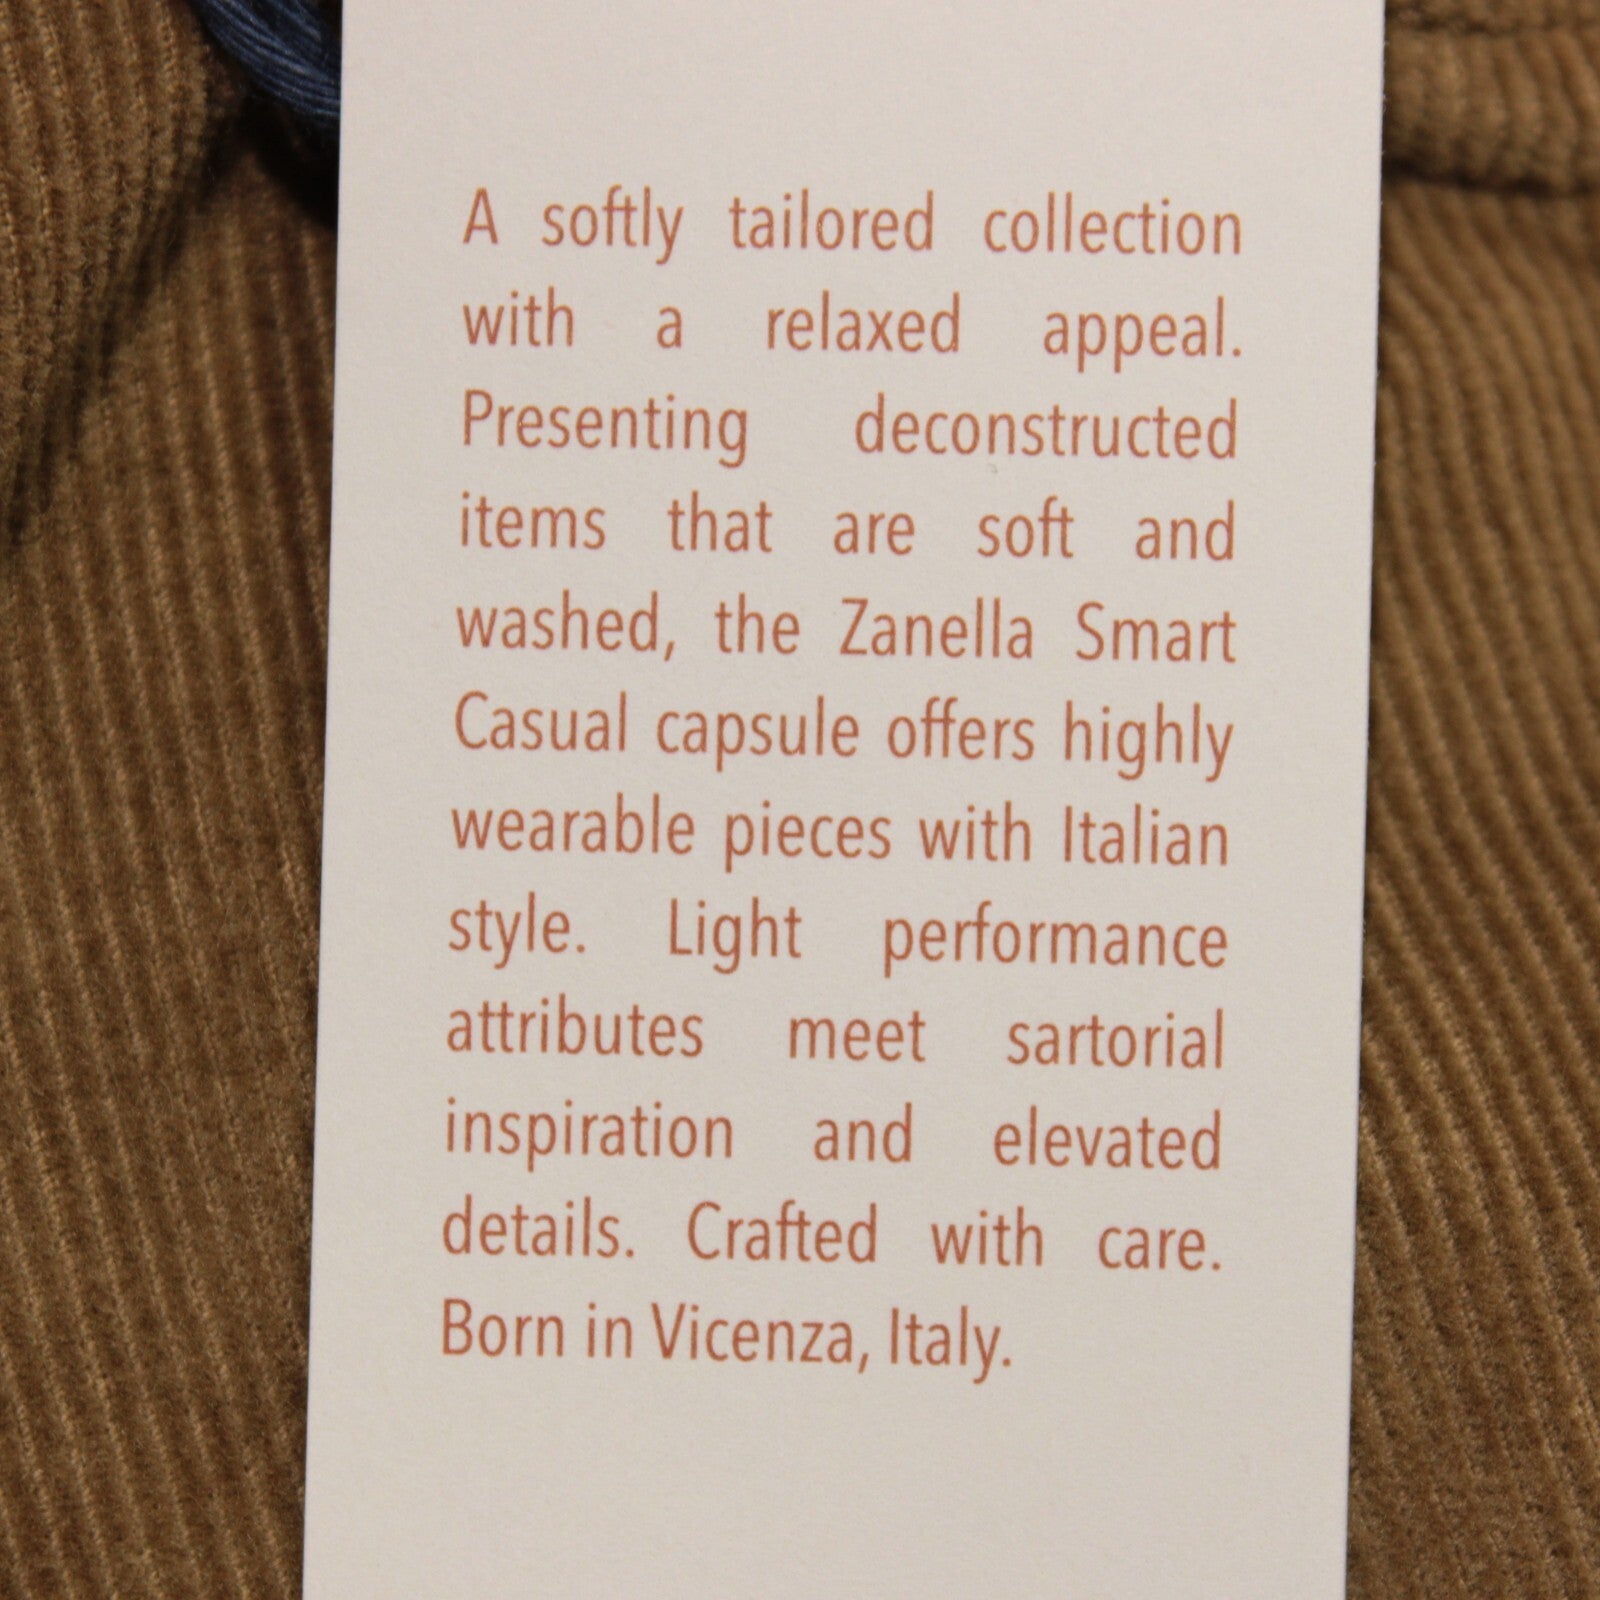 A softly tailored collection
with a relaxed appeal.
Presenting deconstructed
items that are soft and
washed, the Zanella Smart
Casual capsule offers highly
wearable pieces with Italian
style. Light performance
attributes meet sartorial
inspiration and elevated
details. Crafted with care.
Born in Vicenza, Italy.